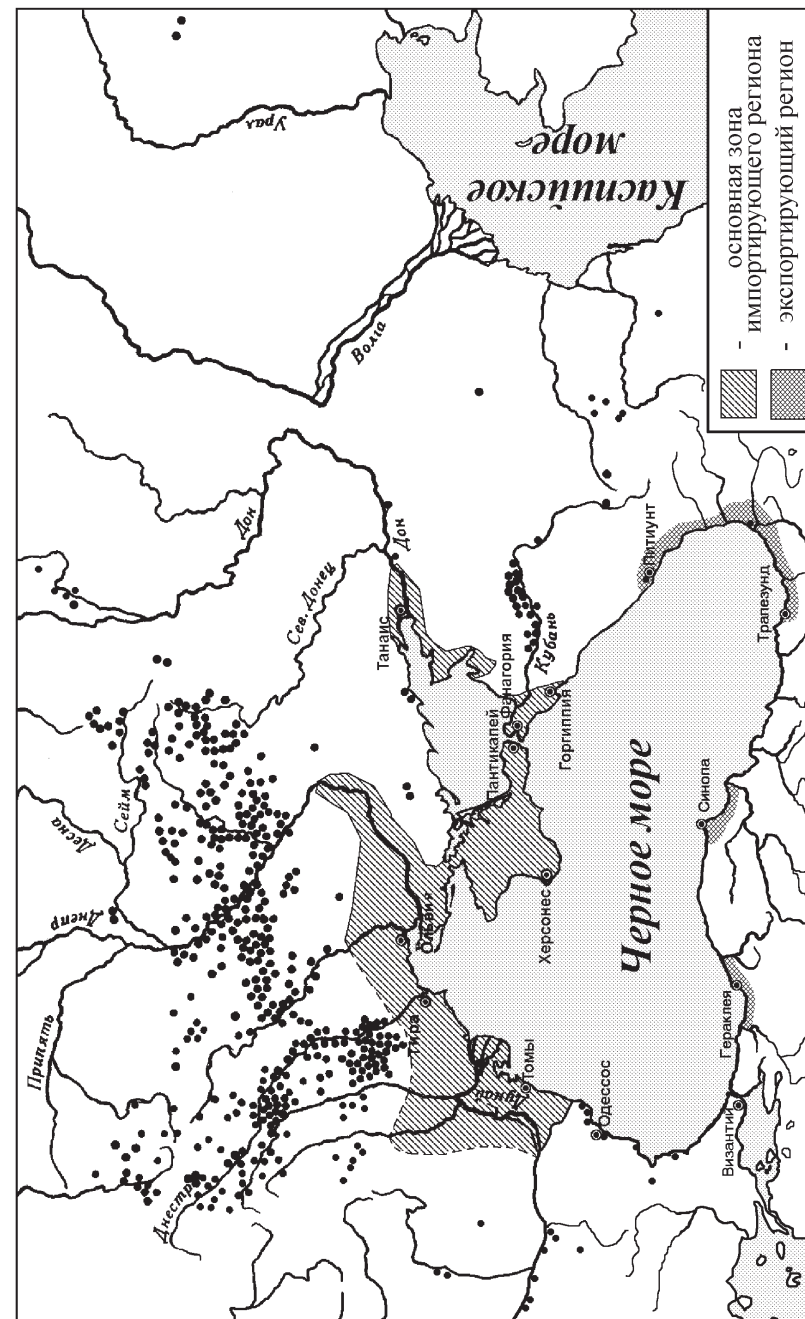 Урал
Каспийское
море
Волга
Дон
Дон
Сев. Донец
Танаис
Кубань
Фанагория
Пантикапей
Горгиппия
Питиунт
Трапезунд
Синопа
Сейм
Десна
Днепр
Припять
Ольвия
Херсонес
Черное море
Тира
Томы
Дунай
Одессос
Гераклея
Византий
Днестр
- основная зона
импортирующего региона
- экспортирующий регион